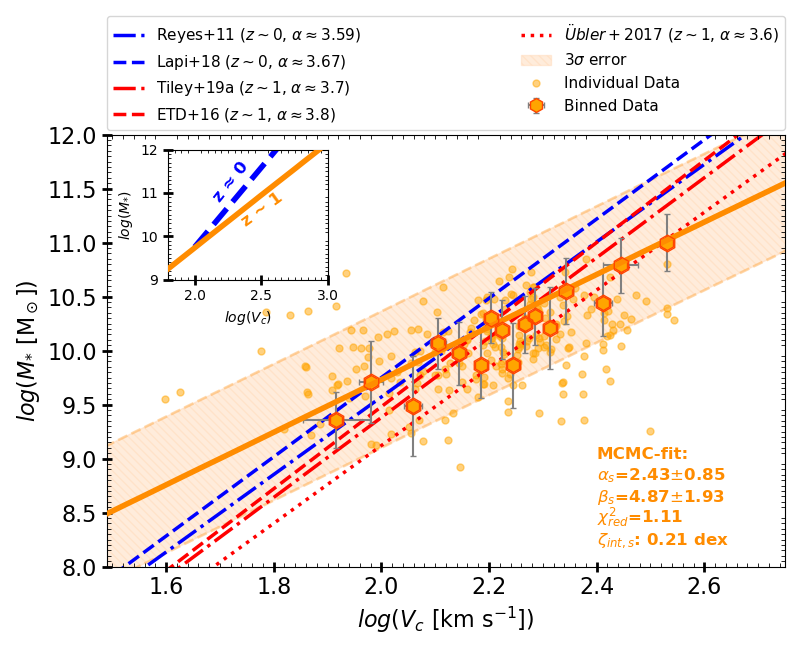 Reyes+11 (z∼0, α≈3.59)
Lapi+18 (z∼0, α≈3.67)
Tiley+19a (z∼1, α≈3.7)
ETD+16 (z∼1, α≈3.8)
Übler+2017 (z∼1, α≈3.6)
3σ error
Individual Data
Binned Data
12.0
11.5
11.0
10.5
10.0
9.5
9.0
8.5
8.0
log(M* [M⊙])
12
11
10
9
log(M*)
z ≈ 0
z ∼ 1
2.0 2.5 3.0
log(Vc)
MCMC-fit:
αs=2.43±0.85
βs=4.87±1.93
χ²red=1.11
ζint,s: 0.21 dex
1.6 1.8 2.0 2.2 2.4 2.6
log(Vc [km s⁻¹])